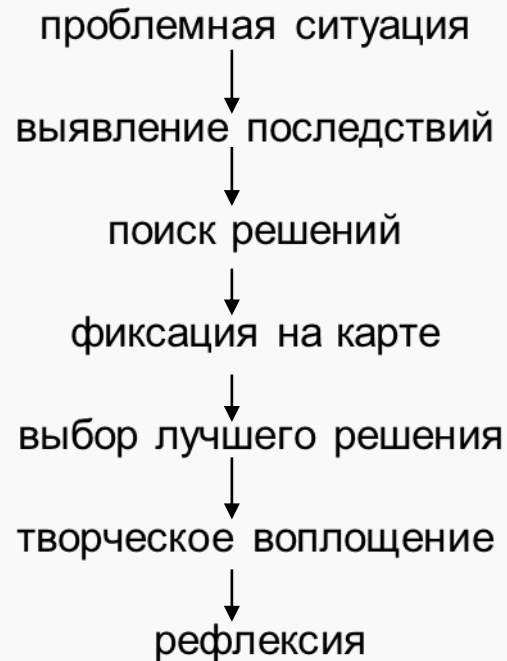 проблемная ситуация
выявление последствий
поиск решений
фиксация на карте
выбор лучшего решения
творческое воплощение
рефлексия